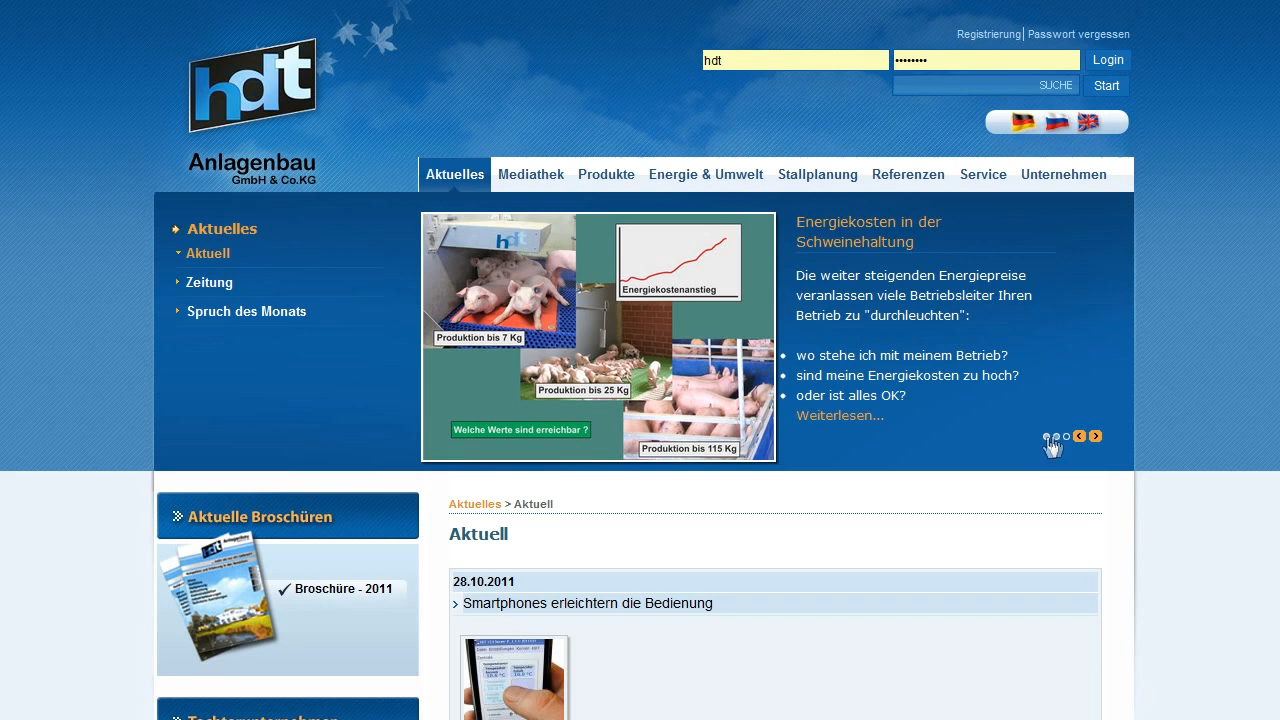 Registrierung Passwort vergessen
hdt
Login
SUCHE
Start
hdt
Anlagenbau
GmbH & Co.KG
Aktuelles Mediathek Produkte Energie & Umwelt Stallplanung Referenzen Service Unternehmen
Aktuelles
Aktuell
Zeitung
Spruch des Monats
hdt
Energiekostenanstieg
Produktion bis 7 Kg
Produktion bis 25 Kg
Welche Werte sind erreichbar ?
Produktion bis 115 Kg
Energiekosten in der
Schweinehaltung
Die weiter steigenden Energiepreise
veranlassen viele Betriebsleiter Ihren
Betrieb zu "durchleuchten":
wo stehe ich mit meinem Betrieb?
sind meine Energiekosten zu hoch?
oder ist alles OK?
Weiterlesen...
Aktuelle Broschüren
hdt Anlagenbau
Broschüre - 2011
Tochterunternehmen
Aktuelles > Aktuell
Aktuell
28.10.2011
Smartphones erleichtern die Bedienung